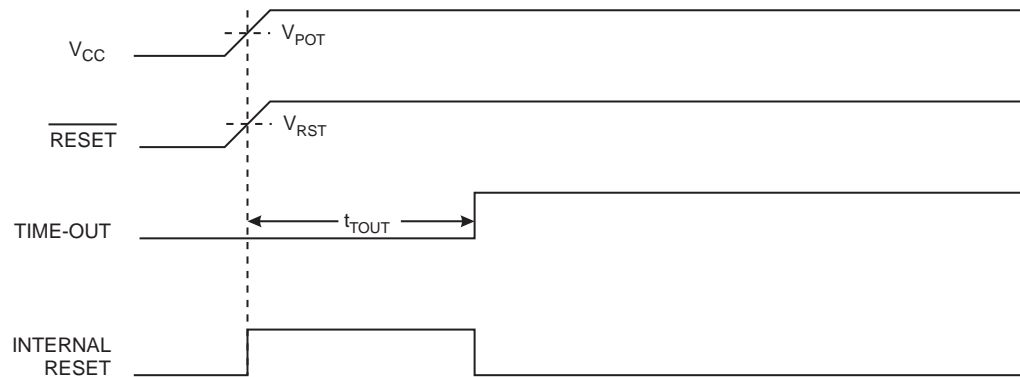 V_CC
V_POT
RESET
V_RST
TIME-OUT
t_TOUT
INTERNAL
RESET